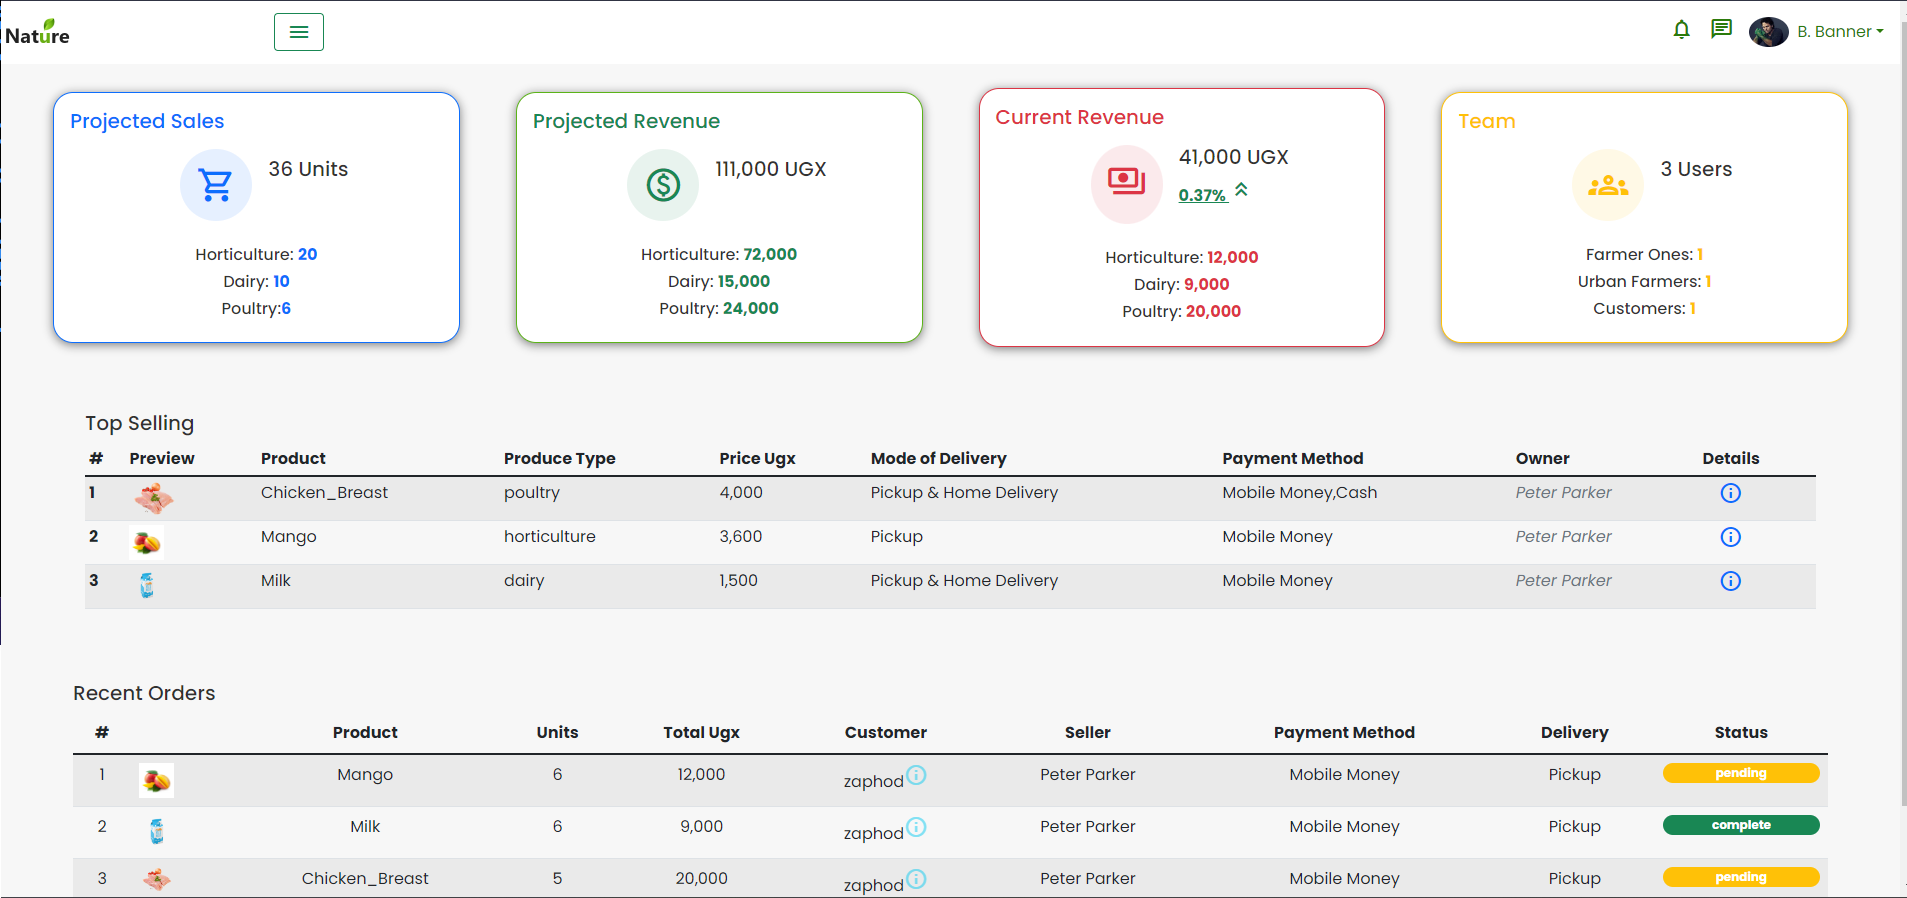 Nature
B. Banner
Projected Sales
36 Units
Horticulture: 20
Dairy: 10
Poultry:6
Projected Revenue
111,000 UGX
Horticulture: 72,000
Dairy: 15,000
Poultry: 24,000
Current Revenue
41,000 UGX
0.37%
Horticulture: 12,000
Dairy: 9,000
Poultry: 20,000
Team
3 Users
Farmer Ones: 1
Urban Farmers: 1
Customers: 1
Top Selling
# Preview Product Produce Type Price Ugx Mode of Delivery Payment Method Owner Details
1 Chicken_Breast poultry 4,000 Pickup & Home Delivery Mobile Money,Cash Peter Parker
2 Mango horticulture 3,600 Pickup Mobile Money Peter Parker
3 Milk dairy 1,500 Pickup & Home Delivery Mobile Money Peter Parker
Recent Orders
# Product Units Total Ugx Customer Seller Payment Method Delivery Status
1 Mango 6 12,000 zaphod Peter Parker Mobile Money Pickup pending
2 Milk 6 9,000 zaphod Peter Parker Mobile Money Pickup complete
3 Chicken_Breast 5 20,000 zaphod Peter Parker Mobile Money Pickup pending